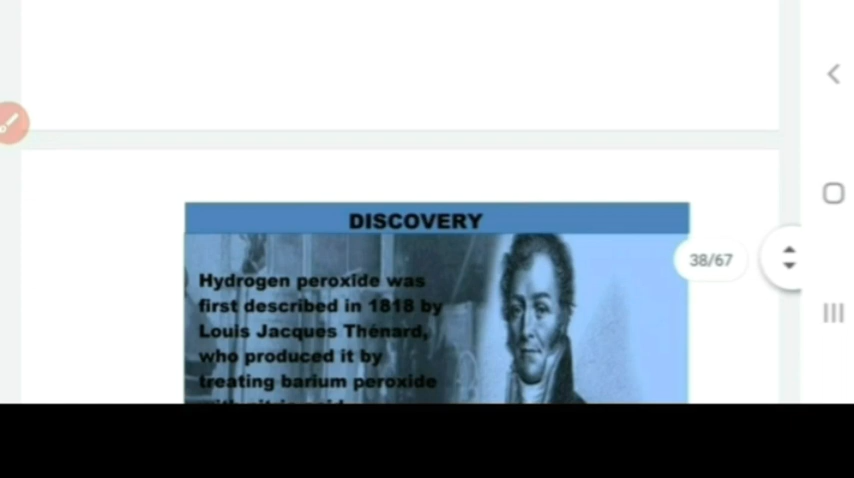 DISCOVERY
Hydrogen peroxide was
first described in 1818 by
Louis Jacques Thénard,
who produced it by
treating barium peroxide
38/67